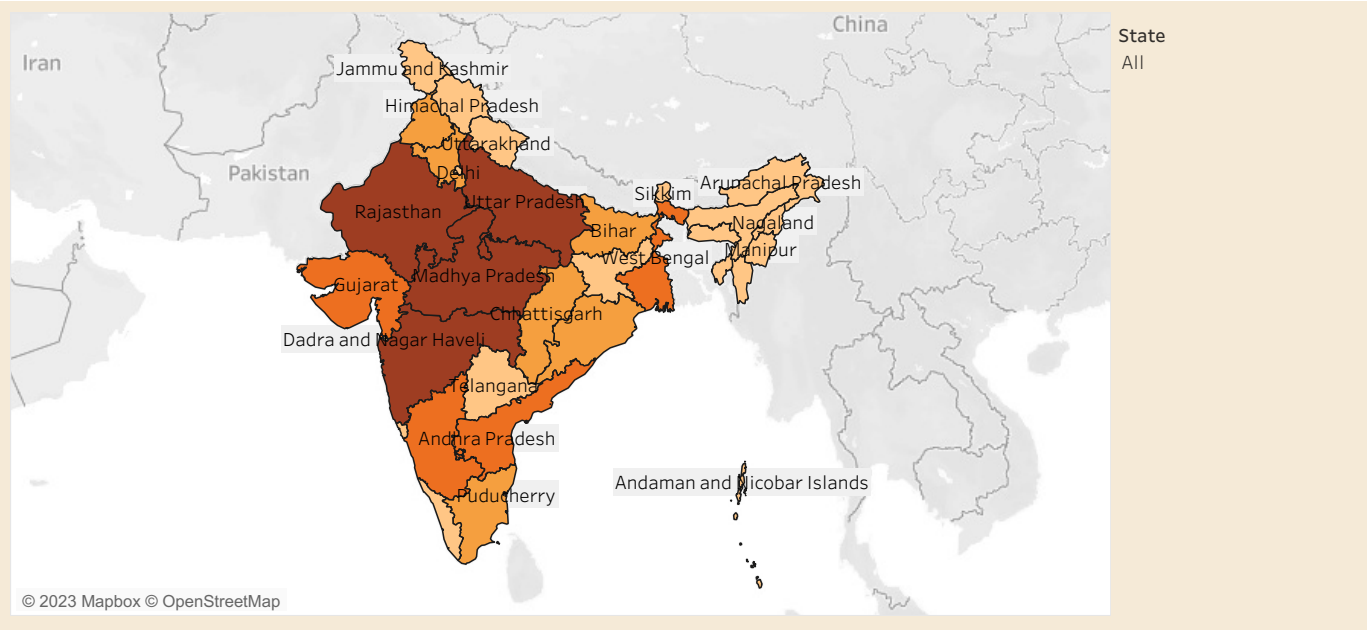 China
State
Iran
All
Jammu and Kashmir
Himachal Pradesh
Uttarakhand
Pakistan
Delhi
Sikkim
Arunachal Pradesh
Uttar Pradesh
Rajasthan
Nagaland
Bihar
Manipur
West Bengal
Madhya Pradesh
Gujarat
Chhattisgarh
Dadra and Nagar Haveli
Telangana
Andhra Pradesh
Andaman and Nicobar Islands
Puducherry
© 2023 Mapbox © OpenStreetMap